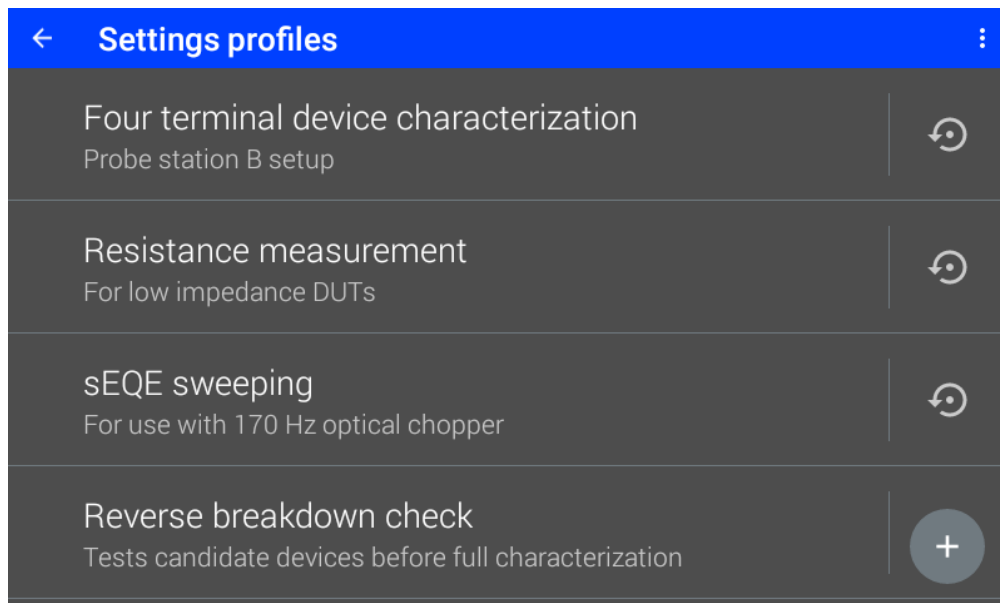 Settings profiles
Four terminal device characterization
Probe station B setup
Resistance measurement
For low impedance DUTs
sEQE sweeping
For use with 170 Hz optical chopper
Reverse breakdown check
Tests candidate devices before full characterization